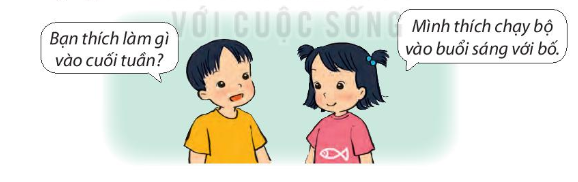 VỚI CUỘC SỐNG
Bạn thích làm gì
vào cuối tuần?
Mình thích chạy bộ
vào buổi sáng với bố.